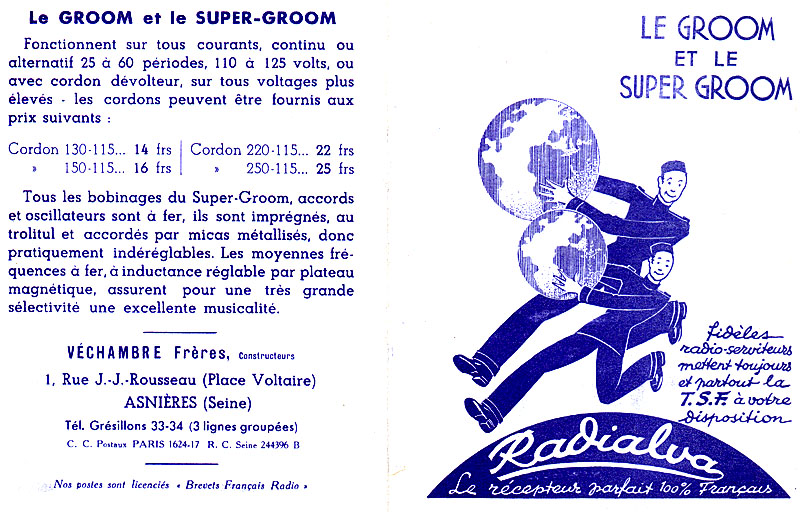 Le GROOM et le SUPER-GROOM
Fonctionnent sur tous courants, continu ou
alternatif 25 à 60 périodes, 110 à 125 volts, ou
avec cordon dévolteur, sur tous voltages plus
élevés - les cordons peuvent être fournis aux
prix suivants :
Cordon 130-115... 14 frs | Cordon 220-115... 22 frs
» 150-115... 16 frs | » 250-115... 25 frs
Tous les bobinages du Super-Groom, accords
et oscillateurs sont à fer, ils sont imprégnés, au
trolitul et accordés par micas métallisés, donc
pratiquement indéréglables. Les moyennes fré-
quences à fer, à inductance réglable par plateau
magnétique, assurent pour une très grande
sélectivité une excellente musicalité.
VÉCHAMBRE Frères, Constructeurs
1, Rue J.-J.-Rousseau (Place Voltaire)
ASNIÈRES (Seine)
Tél. Grésillons 33-34 (3 lignes groupées)
C. C. Postaux PARIS 1624-17 R. C. Seine 244396 B
Nos postes sont licenciés « Brevets Français Radio »
LE GROOM
ET LE
SUPER GROOM
fidèles
radio-serviteurs
mettent toujours
et partout la
T.S.F. à votre
disposition
Radialva
Le récepteur parfait 100% Français